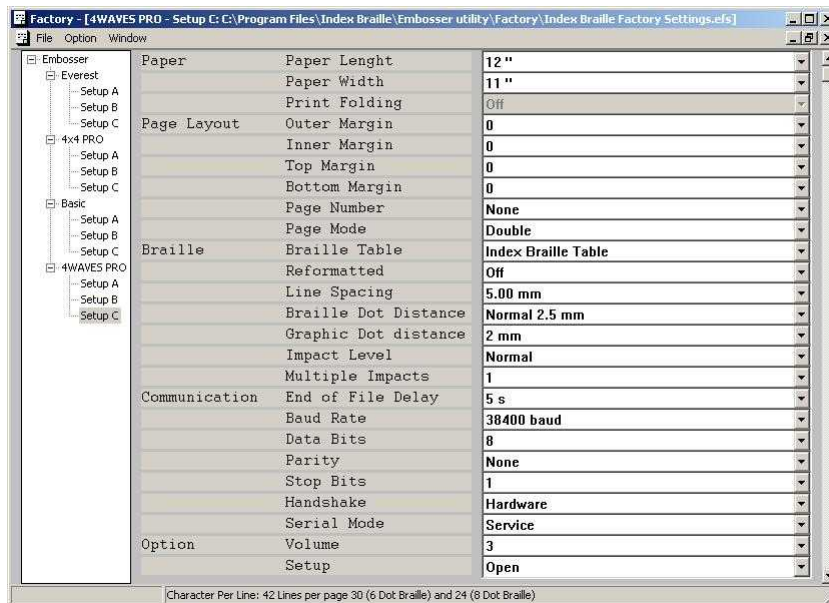 Factory - [4WAVES PRO - Setup C: C:\Program Files\Index Braille\Embosser utility\Factory\Index Braille Factory Settings.efs]
File Option Window
Embosser
Everest
Setup A
Setup B
Setup C
4x4 PRO
Setup A
Setup B
Setup C
Basic
Setup A
Setup B
Setup C
4WAVES PRO
Setup A
Setup B
Setup C
Paper Paper Lenght 12 "
Paper Width 11 "
Print Folding Off
Page Layout Outer Margin 0
Inner Margin 0
Top Margin 0
Bottom Margin 0
Page Number None
Page Mode Double
Braille Braille Table Index Braille Table
Reformatted Off
Line Spacing 5.00 mm
Braille Dot Distance Normal 2.5 mm
Graphic Dot distance 2 mm
Impact Level Normal
Multiple Impacts 1
Communication End of File Delay 5 s
Baud Rate 38400 baud
Data Bits 8
Parity None
Stop Bits 1
Handshake Hardware
Serial Mode Service
Option Volume 3
Setup Open
Character Per Line: 42 Lines per page 30 (6 Dot Braille) and 24 (8 Dot Braille)